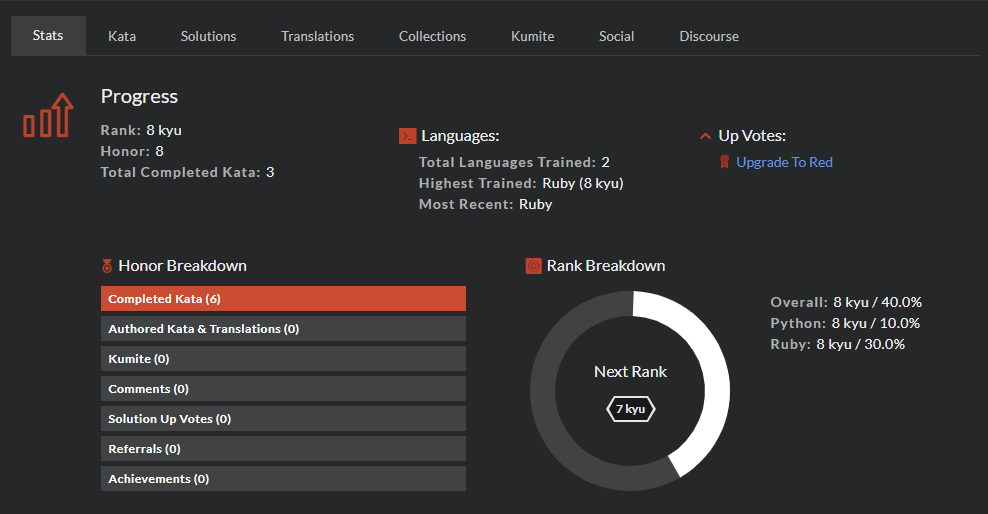 Stats
Kata
Solutions
Translations
Collections
Kumite
Social
Discourse
Progress
Rank: 8 kyu
Honor: 8
Total Completed Kata: 3
Languages:
Total Languages Trained: 2
Highest Trained: Ruby (8 kyu)
Most Recent: Ruby
Up Votes:
Upgrade To Red
Honor Breakdown
Completed Kata (6)
Authored Kata & Translations (0)
Kumite (0)
Comments (0)
Solution Up Votes (0)
Referrals (0)
Achievements (0)
Rank Breakdown
Next Rank
7 kyu
Overall: 8 kyu / 40.0%
Python: 8 kyu / 10.0%
Ruby: 8 kyu / 30.0%